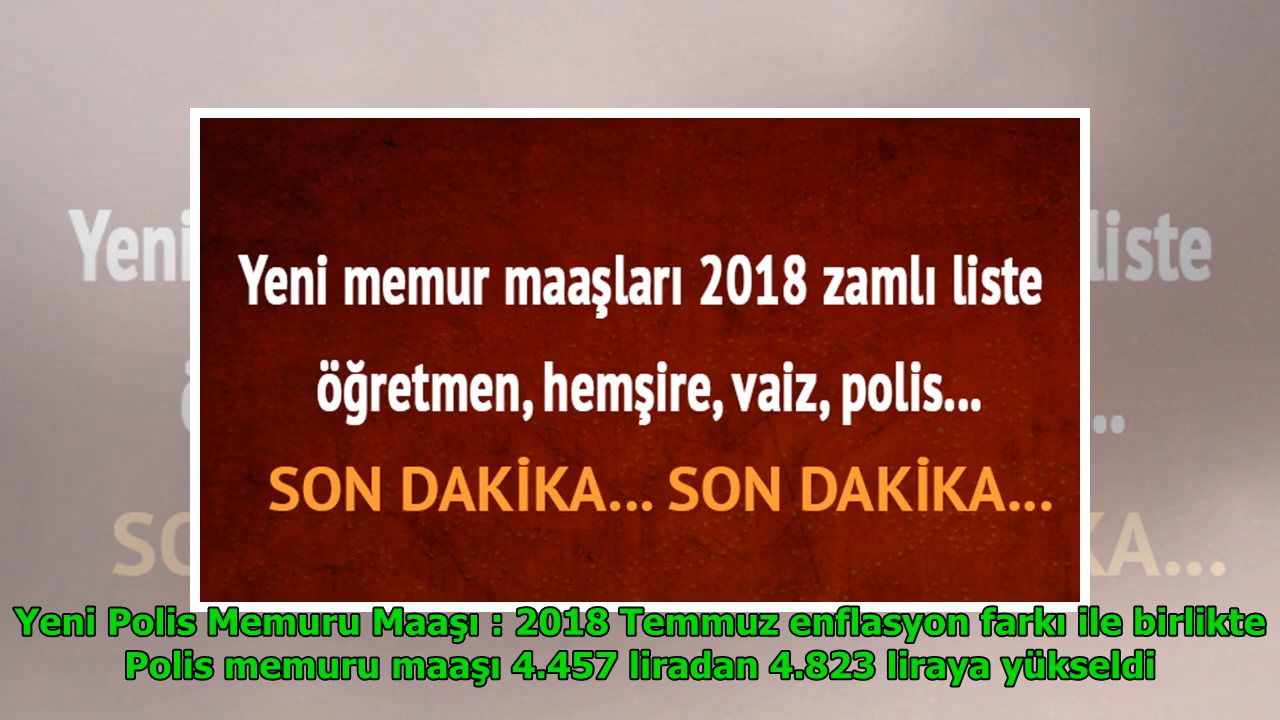 Yeni memur maaşları 2018 zamlı liste
öğretmen, hemşire, vaiz, polis...
SON DAKİKA... SON DAKİKA...
Yeni Polis Memuru Maaşı : 2018 Temmuz enflasyon farkı ile birlikte
Polis memuru maaşı 4.457 liradan 4.823 liraya yükseldi